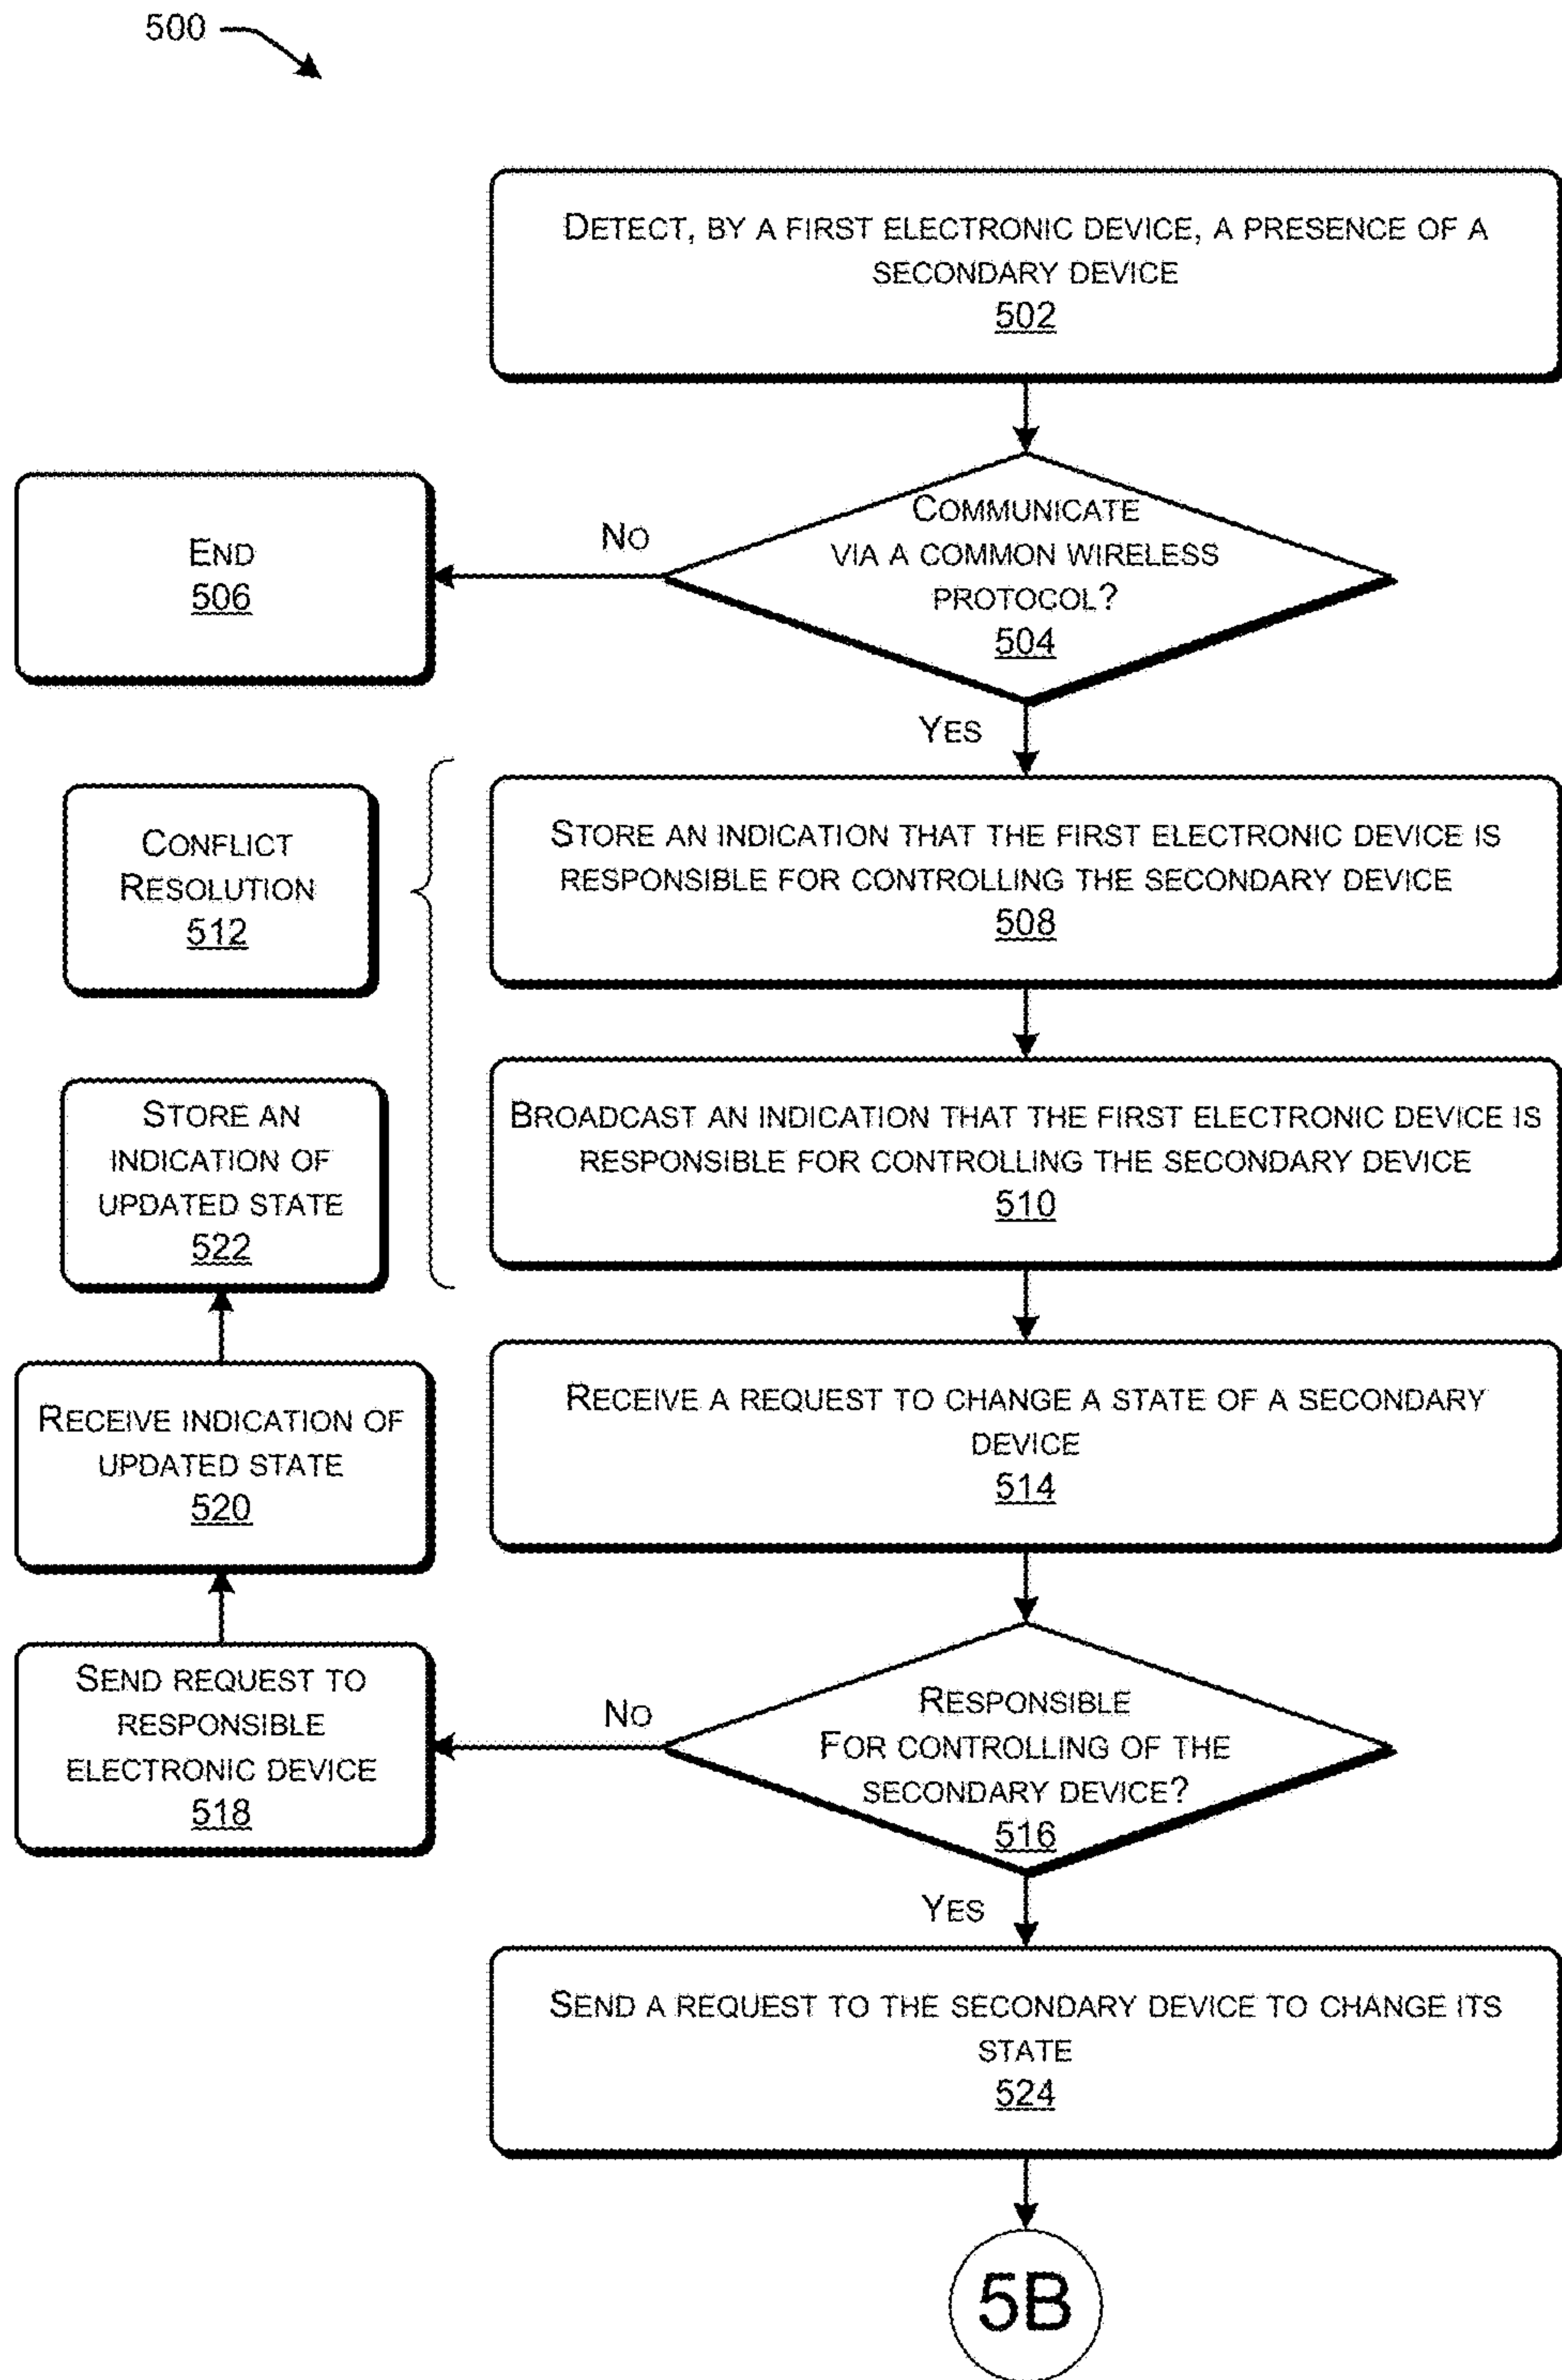 500
DETECT, BY A FIRST ELECTRONIC DEVICE, A PRESENCE OF A
SECONDARY DEVICE
502
COMMUNICATE
VIA A COMMON WIRELESS
PROTOCOL?
504
NO
END
506
YES
STORE AN INDICATION THAT THE FIRST ELECTRONIC DEVICE IS
RESPONSIBLE FOR CONTROLLING THE SECONDARY DEVICE
508
CONFLICT
RESOLUTION
512
BROADCAST AN INDICATION THAT THE FIRST ELECTRONIC DEVICE IS
RESPONSIBLE FOR CONTROLLING THE SECONDARY DEVICE
510
STORE AN
INDICATION OF
UPDATED STATE
522
RECEIVE A REQUEST TO CHANGE A STATE OF A SECONDARY
DEVICE
514
RECEIVE INDICATION OF
UPDATED STATE
520
RESPONSIBLE
FOR CONTROLLING OF THE
SECONDARY DEVICE?
516
NO
SEND REQUEST TO
RESPONSIBLE
ELECTRONIC DEVICE
518
YES
SEND A REQUEST TO THE SECONDARY DEVICE TO CHANGE ITS
STATE
524
5B